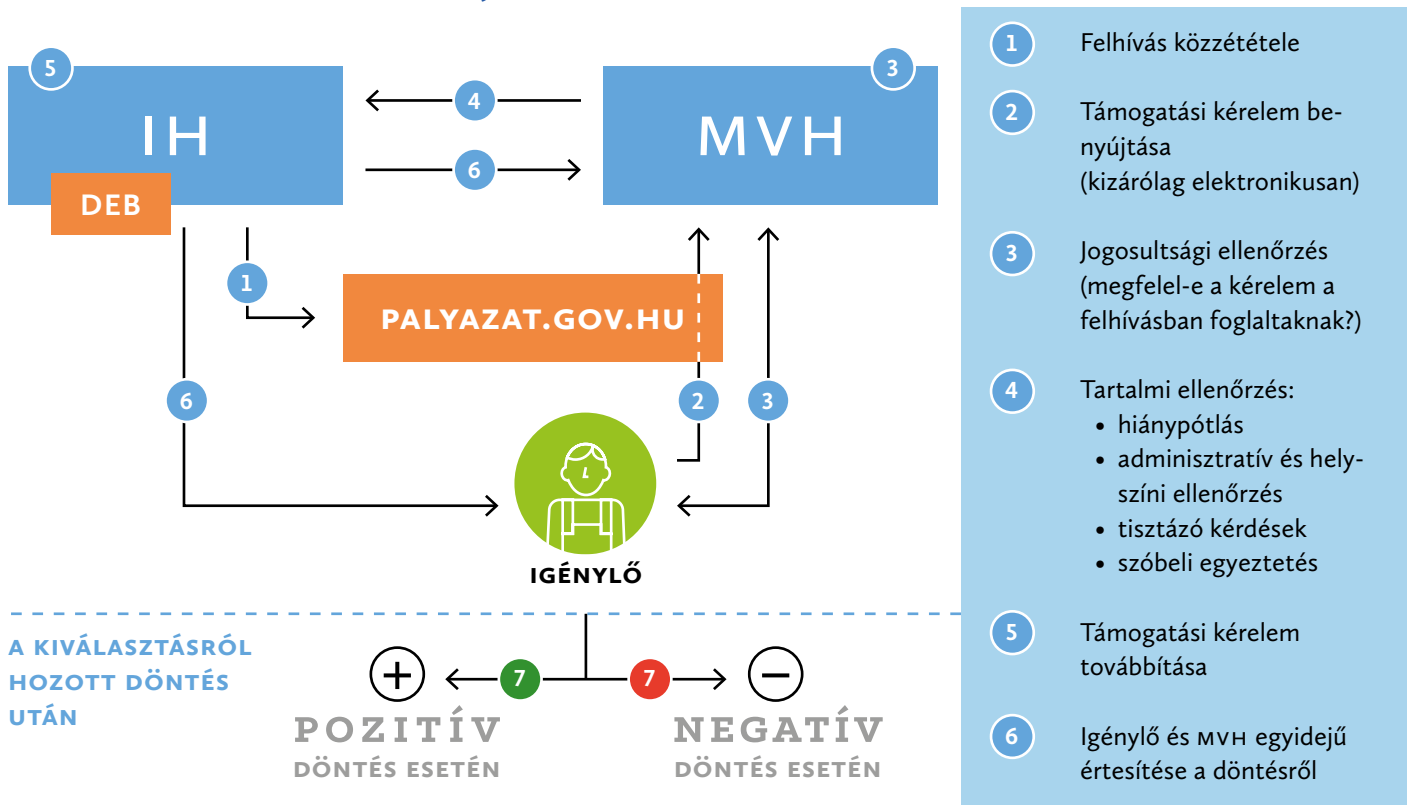 5
IH
DEB
4
6
3
MVH
1
PALYAZAT.GOV.HU
6
2
3
IGÉNYLŐ
A KIVÁLASZTÁSRÓL
HOZOTT DÖNTÉS
UTÁN
7
7
POZITÍV
DÖNTÉS ESETÉN
NEGATÍV
DÖNTÉS ESETÉN
1 Felhívás közzététele
2 Támogatási kérelem be-
nyújtása
(kizárólag elektronikusan)
3 Jogosultsági ellenőrzés
(megfelel-e a kérelem a
felhívásban foglaltaknak?)
4 Tartalmi ellenőrzés:
• hiánypótlás
• adminisztratív és hely-
színi ellenőrzés
• tisztázó kérdések
• szóbeli egyeztetés
5 Támogatási kérelem
továbbítása
6 Igénylő és MVH egyidejű
értesítése a döntésről